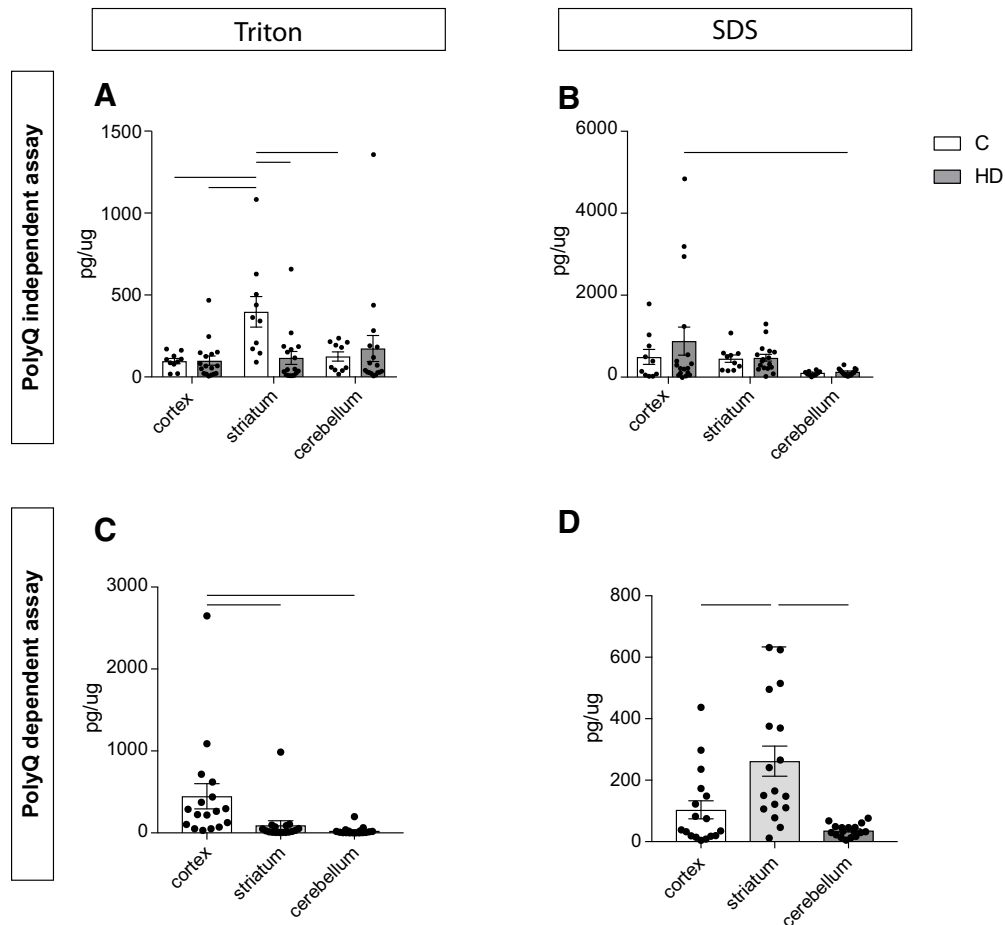 Triton
SDS
PolyQ independent assay
A
1500
1000
500
0
pg/ug
cortex
striatum
cerebellum
B
6000
4000
2000
0
pg/ug
cortex
striatum
cerebellum
C
HD
PolyQ dependent assay
C
3000
2000
1000
0
pg/ug
cortex
striatum
cerebellum
D
800
600
400
200
0
pg/ug
cortex
striatum
cerebellum